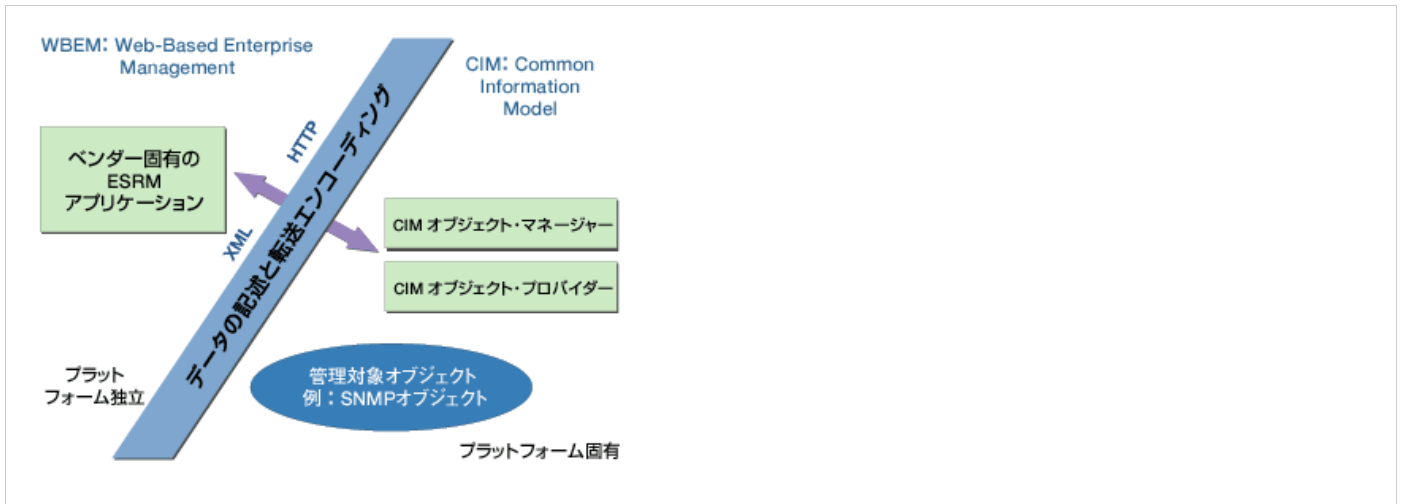 WBEM：Web-Based Enterprise
Management
CIM：Common
Information
Model
ベンダー固有の
ESRM
アプリケーション
HTTP
XML
データの記述と転送エンコーディング
CIM オブジェクト・マネージャー
CIM オブジェクト・プロバイダー
プラット
フォーム独立
管理対象オブジェクト
例：SNMPオブジェクト
プラットフォーム固有